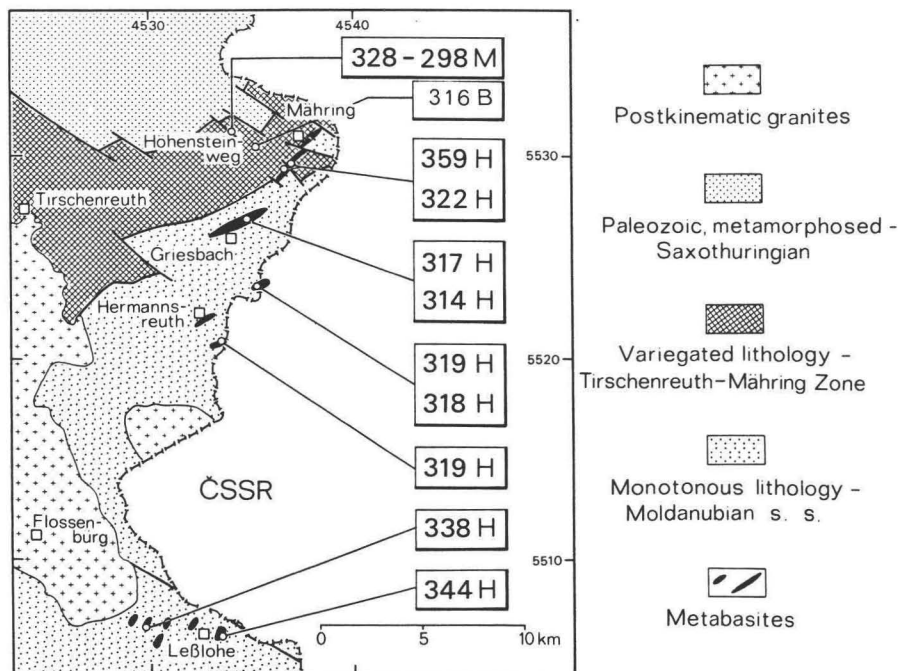 4530
4540
328-298 M
316 B
Mähring
Hohenstein-
weg
359 H
322 H
5530
Tirschenreuth
Griesbach
317 H
314 H
Hermanns-
reuth
319 H
318 H
5520
319 H
ČSSR
Flossen-
burg
338 H
5510
344 H
Leßlohe
0
5
10 km
Postkinematic granites
Paleozoic, metamorphosed -
Saxothuringian
Variegated lithology -
Tirschenreuth-Mähring Zone
Monotonous lithology -
Moldanubian s. s.
Metabasites